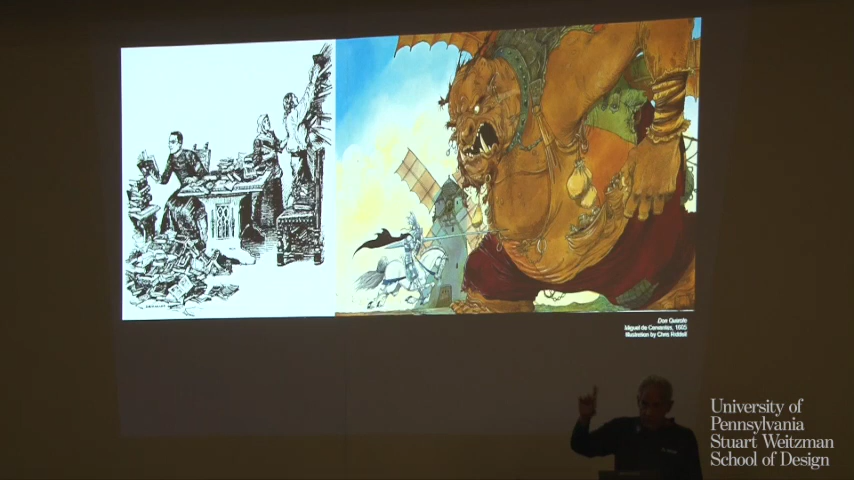 Don Quixote
Miguel de Cervantes, 1605
Illustration by Chris Riddell
University of
Pennsylvania
Stuart Weitzman
School of Design